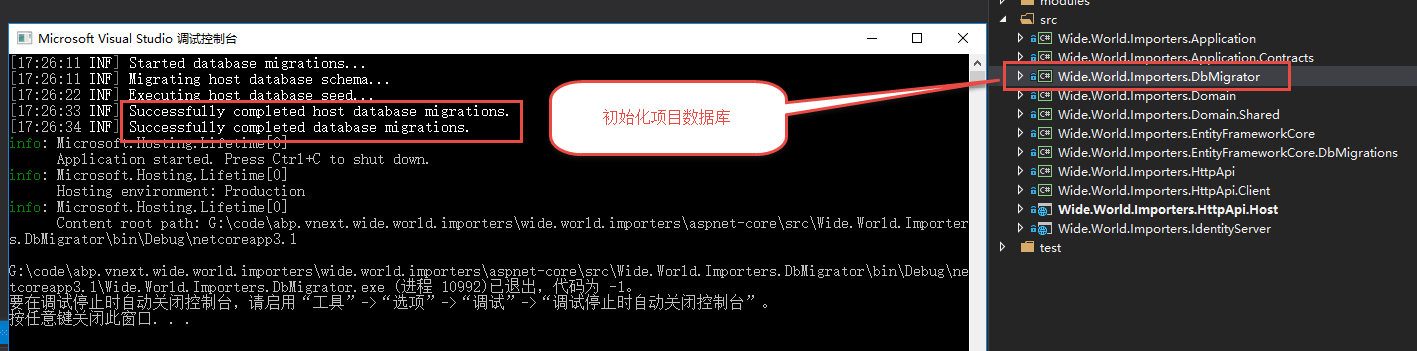 Microsoft Visual Studio 调试控制台
[17:26:11 INF] Started database migrations...
[17:26:11 INF] Migrating host database schema...
[17:26:22 INF] Executing host database seed...
[17:26:33 INF] Successfully completed host database migrations.
[17:26:34 INF] Successfully completed database migrations.
info: Microsoft.Hosting.Lifetime[0]
Application started. Press Ctrl+C to shut down.
info: Microsoft.Hosting.Lifetime[0]
Hosting environment: Production
info: Microsoft.Hosting.Lifetime[0]
Content root path: G:\code\abp.vnext.wide.world.importers\wide.world.importers\aspnet-core\src\Wide.World.Importer
s.DbMigrator\bin\Debug\netcoreapp3.1
G:\code\abp.vnext.wide.world.importers\wide.world.importers\aspnet-core\src\Wide.World.Importers.DbMigrator\bin\Debug\ne
tcoreapp3.1\Wide.World.Importers.DbMigrator.exe (进程 10992)已退出，代码为 -1。
要在调试停止时自动关闭控制台，请启用“工具”->“选项”->“调试”->“调试停止时自动关闭控制台”。
按任意键关闭此窗口. . .
初始化项目数据库
modules
src
Wide.World.Importers.Application
Wide.World.Importers.Application.Contracts
Wide.World.Importers.DbMigrator
Wide.World.Importers.Domain
Wide.World.Importers.Domain.Shared
Wide.World.Importers.EntityFrameworkCore
Wide.World.Importers.EntityFrameworkCore.DbMigrations
Wide.World.Importers.HttpApi
Wide.World.Importers.HttpApi.Client
Wide.World.Importers.HttpApi.Host
Wide.World.Importers.IdentityServer
test